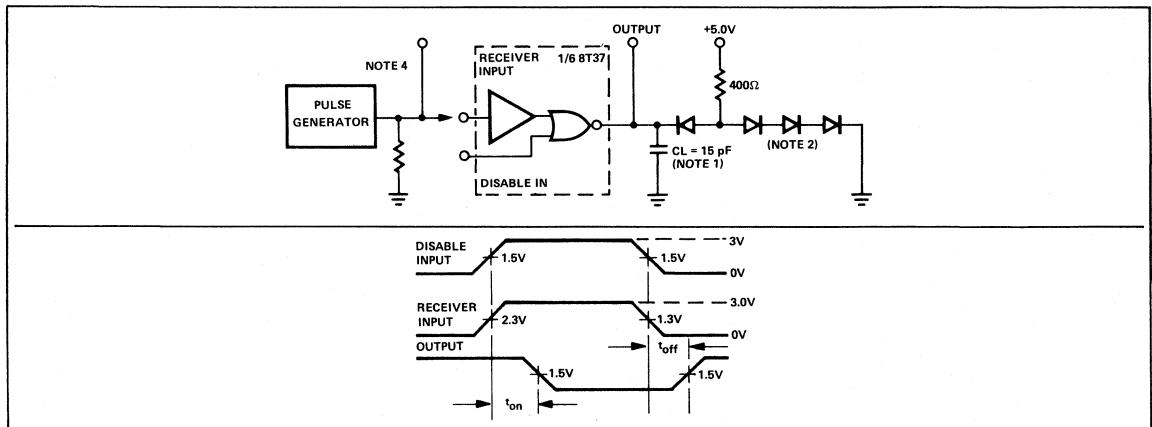 OUTPUT
+5.0V
NOTE 4
RECEIVER INPUT
1/6 8T37
400Ω
PULSE GENERATOR
CL = 15 pF (NOTE 1)
(NOTE 2)
DISABLE IN
DISABLE INPUT
3V
1.5V
1.5V
0V
RECEIVER INPUT
3.0V
2.3V
1.3V
0V
OUTPUT
toff
1.5V
1.5V
ton